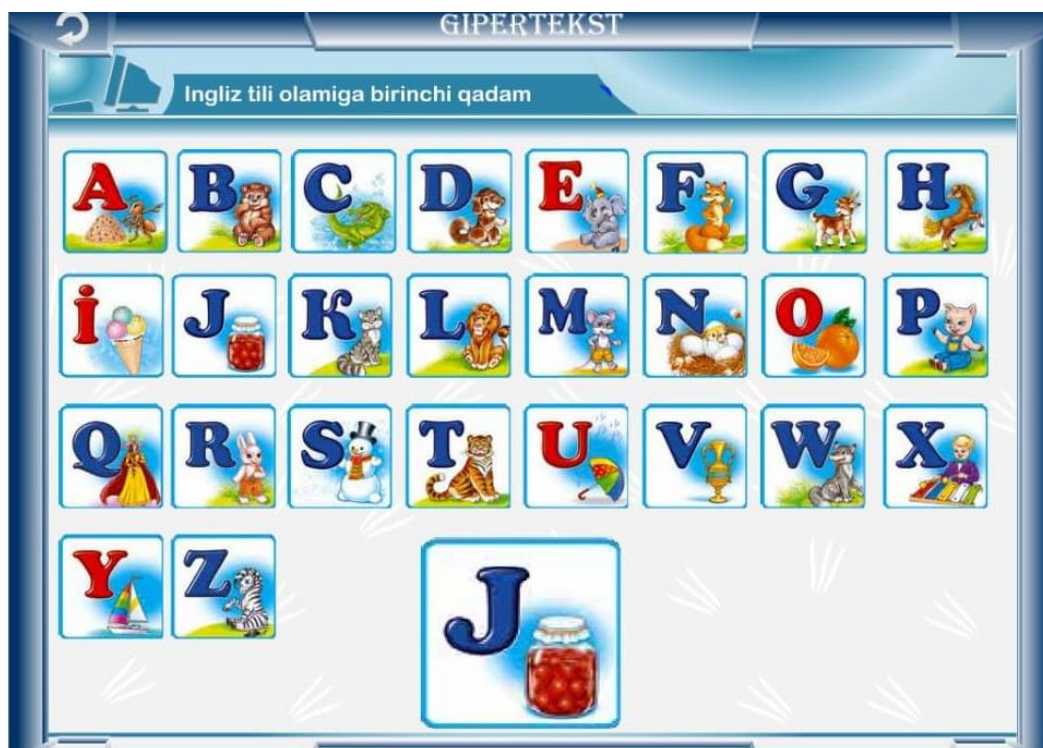 GIPERTEKST
Ingliz tili olamiga birinchi qadam
A B C D E F G H
İ J K L M N O P
Q R S T U V W X
Y Z
J